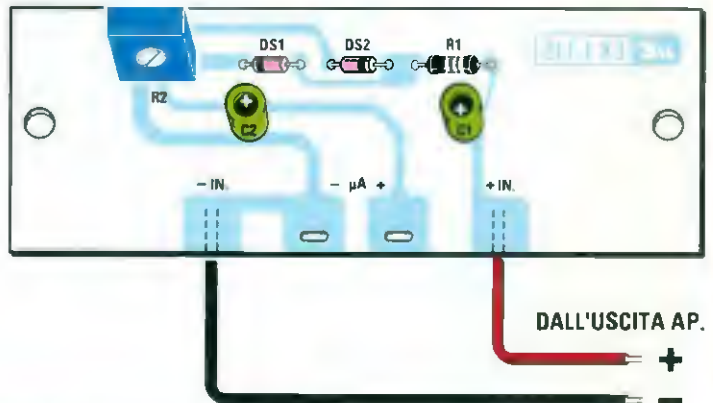 DS1 DS2 R1
R2
C2 C1
- IN. - µA + + IN.
DALL'USCITA AP.
+
-